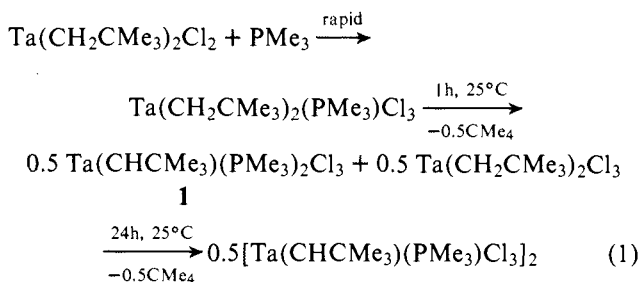 Ta(CH₂CMe₃)₂Cl₂ + PMe₃ —rapid→
Ta(CH₂CMe₃)₂(PMe₃)Cl₃ —1h, 25°C / −0.5CMe₄→
0.5 Ta(CHCMe₃)(PMe₃)₂Cl₃ + 0.5 Ta(CH₂CMe₃)₂Cl₃
1
—24h, 25°C / −0.5CMe₄→ 0.5[Ta(CHCMe₃)(PMe₃)Cl₃]₂ (1)